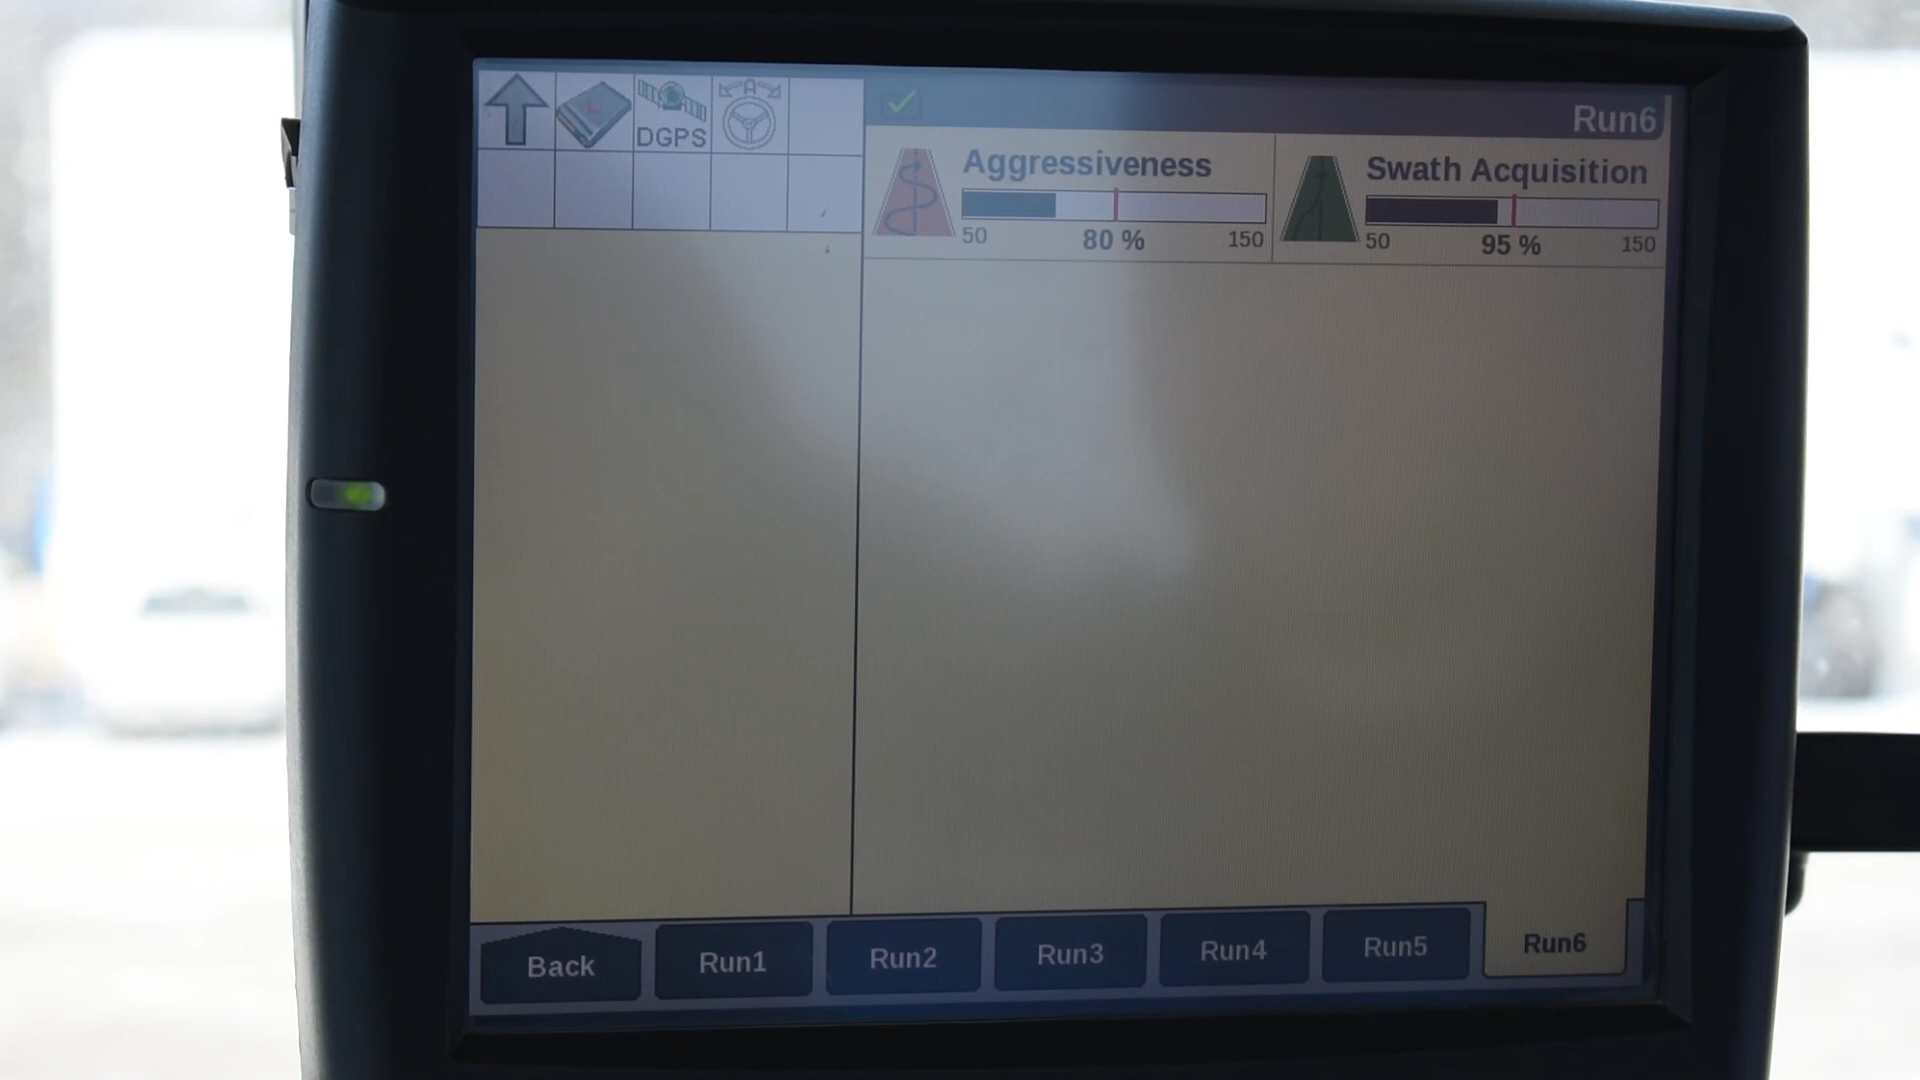 DGPS
Run6
Aggressiveness
50 80 % 150
Swath Acquisition
50 95 % 150
Back Run1 Run2 Run3 Run4 Run5 Run6